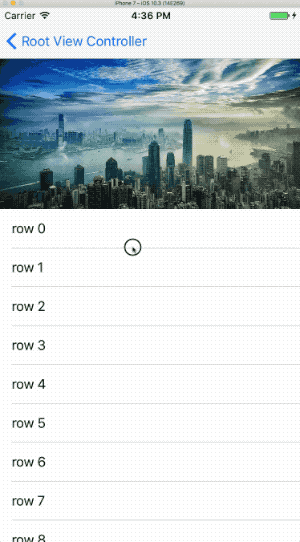 iPhone 7 - iOS 10.3 (14E269)
Carrier 4:36 PM
Root View Controller
row 0
row 1
row 2
row 3
row 4
row 5
row 6
row 7
row 8